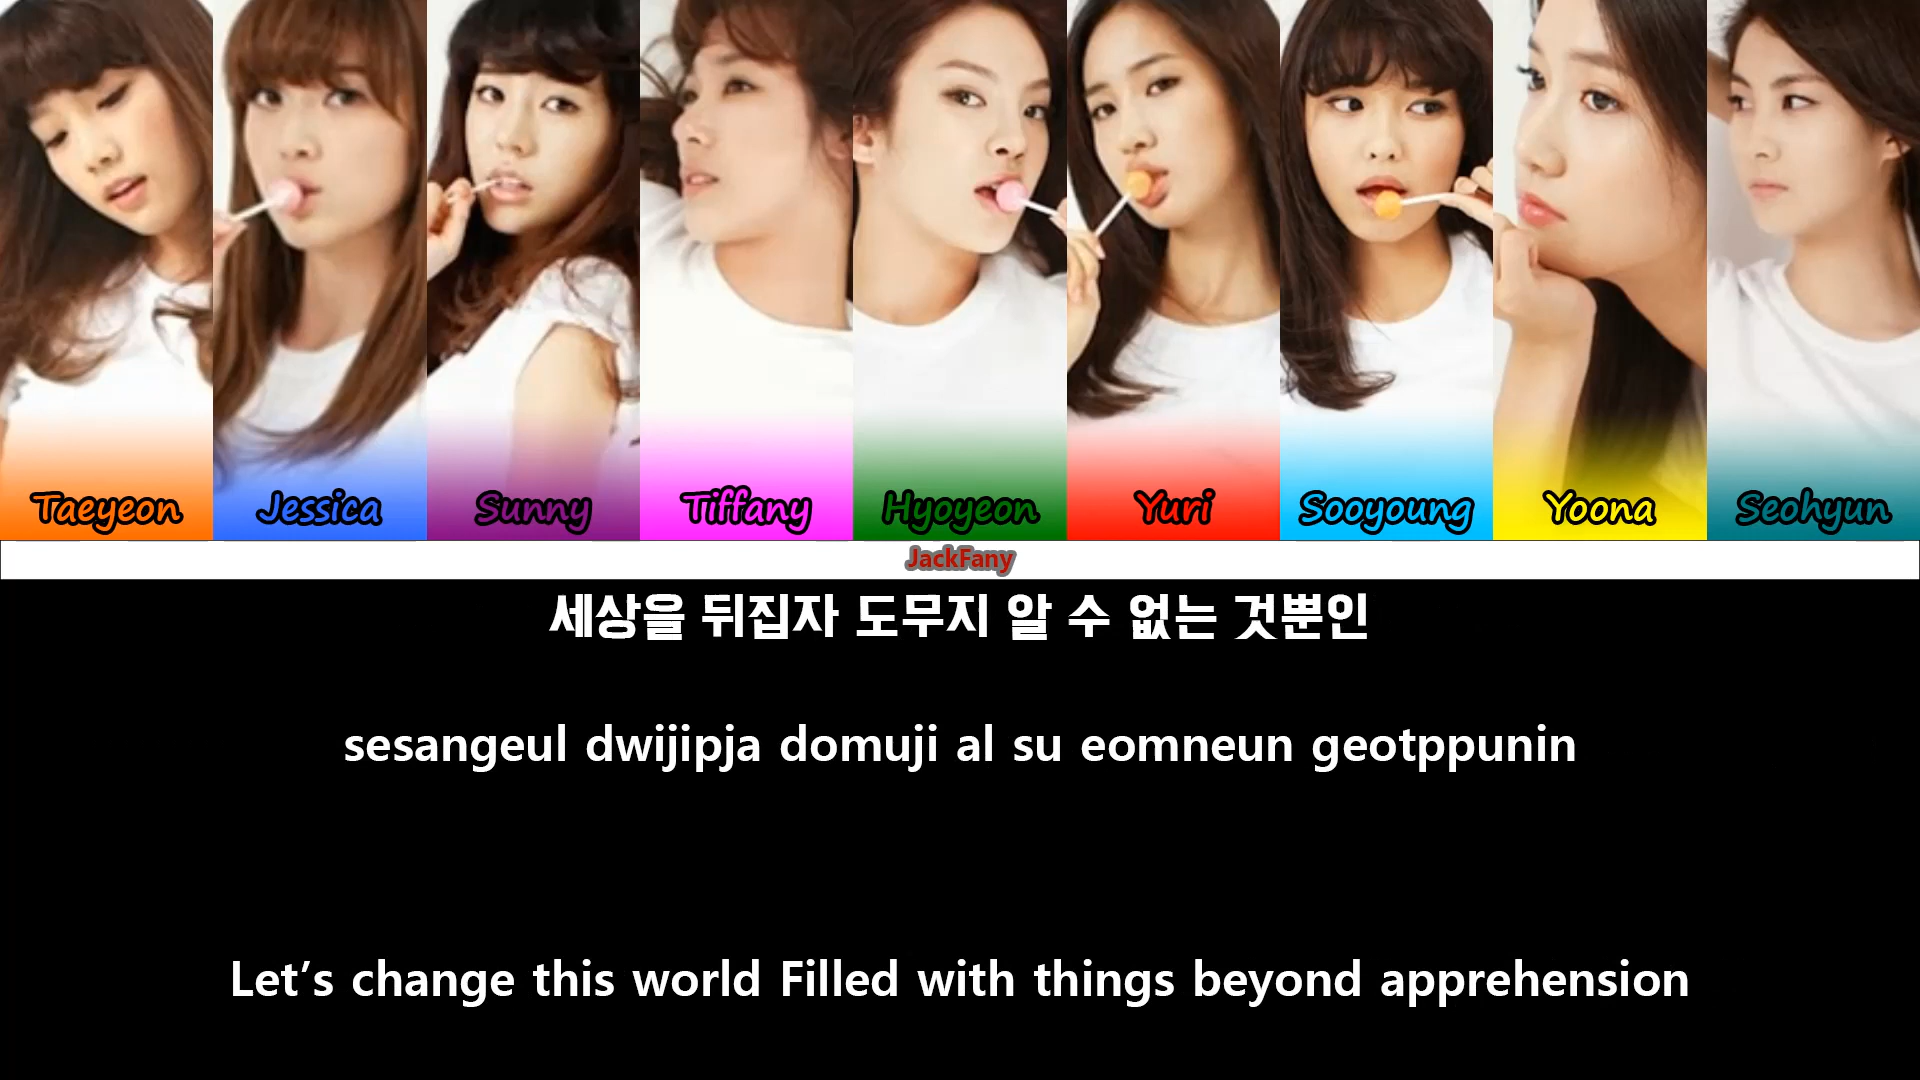 Taeyeon Jessica Sunny Tiffany Hyoyeon Yuri Sooyoung Yoona Seohyun
JackFany
세상을 뒤집자 도무지 알 수 없는 것뿐인
sesangeul dwijipja domuji al su eomneun geotppunin
Let’s change this world Filled with things beyond apprehension